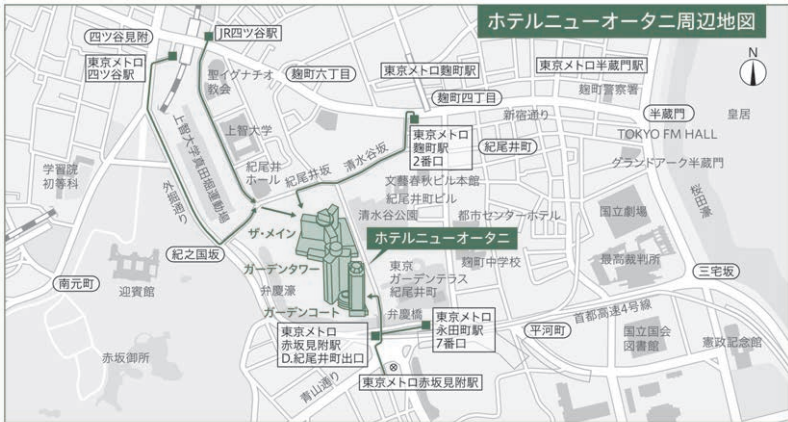 ホテルニューオータニ周辺地図
四ツ谷見附
JR四ツ谷駅
東京メトロ
四ツ谷駅
聖イグナチオ
教会
麹町六丁目
東京メトロ麹町駅
東京メトロ半蔵門駅
麹町警察署
N
麹町四丁目
新宿通り
半蔵門
皇居
TOKYO FM HALL
上智大学
上智大学真田堀運動場
東京メトロ
麹町駅
2番口
紀尾井町
グランドアーク半蔵門
学習院
初等科
外堀通り
紀尾井
ホール
紀尾井坂
清水谷坂
文藝春秋ビル本館
紀尾井町ビル
桜田濠
清水谷公園
都市センターホテル
国立劇場
ザ・メイン
ホテルニューオータニ
紀之国坂
ガーデンタワー
東京
ガーデンテラス
紀尾井町
麹町中学校
最高裁判所
三宅坂
南元町
迎賓館
弁慶濠
ガーデンコート
弁慶橋
首都高速4号線
東京メトロ
赤坂見附駅
D.紀尾井町出口
東京メトロ
永田町駅
7番口
平河町
国立国会
図書館
憲政記念館
赤坂御所
青山通り
東京メトロ赤坂見附駅